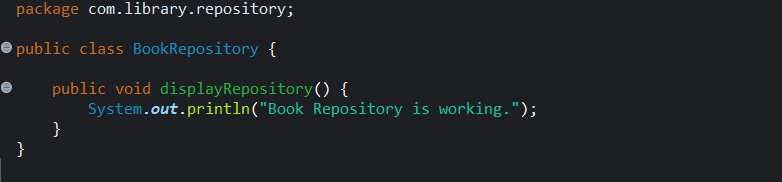 package com.library.repository;
public class BookRepository {
public void displayRepository() {
System.out.println("Book Repository is working.");
}
}